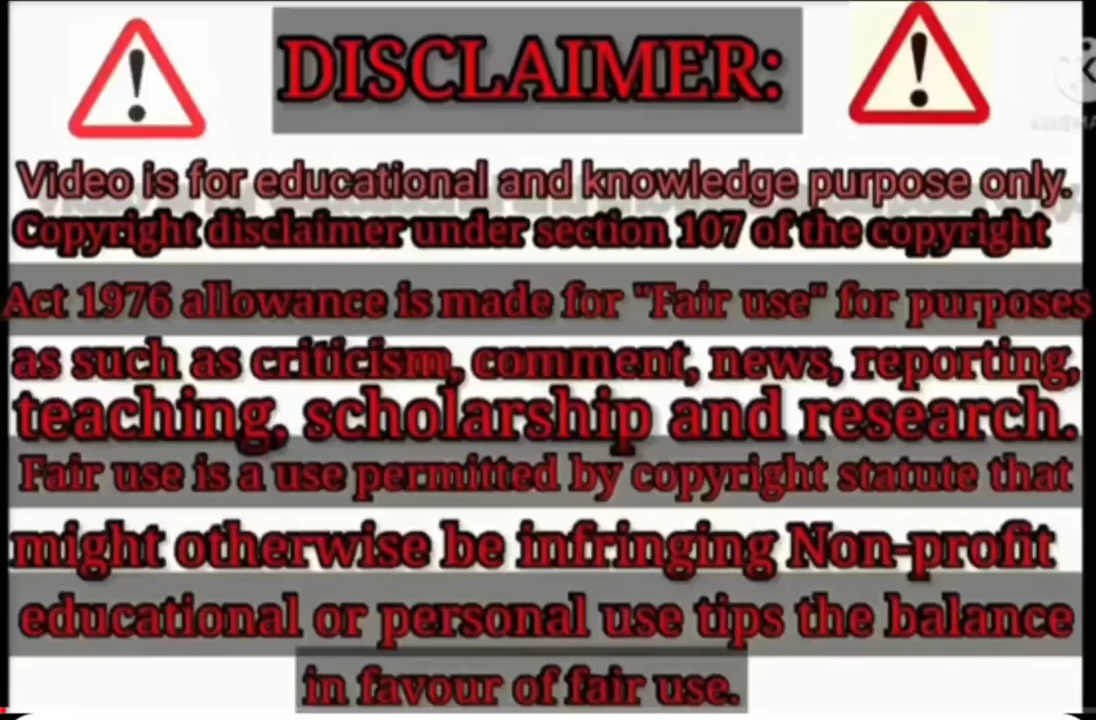 DISCLAIMER:
Video is for educational and knowledge purpose only.
Copyright disclaimer under section 107 of the copyright
Act 1976 allowance is made for "Fair use" for purposes
as such as criticism, comment, news, reporting,
teaching, scholarship and research.
Fair use is a use permitted by copyright statute that
might otherwise be infringing Non-profit
educational or personal use tips the balance
in favour of fair use.